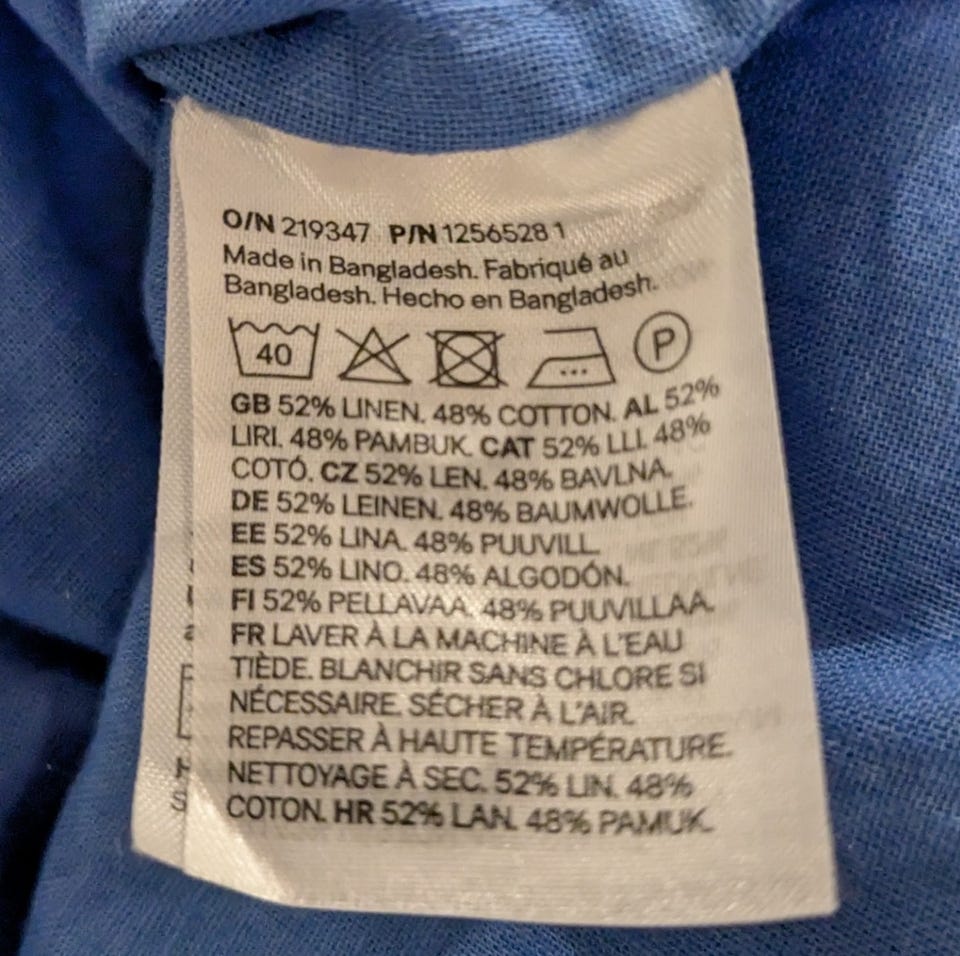 O/N 219347 P/N 1256528 1
Made in Bangladesh. Fabriqué au
Bangladesh. Hecho en Bangladesh.
40 P
GB 52% LINEN. 48% COTTON. AL 52%
LIRI. 48% PAMBUK. CAT 52% LLI. 48%
COTÓ. CZ 52% LEN. 48% BAVLNA.
DE 52% LEINEN. 48% BAUMWOLLE.
EE 52% LINA. 48% PUUVILL.
ES 52% LINO. 48% ALGODÓN.
FI 52% PELLAVAA. 48% PUUVILLAA.
FR LAVER À LA MACHINE À L'EAU
TIÈDE. BLANCHIR SANS CHLORE SI
NÉCESSAIRE. SÉCHER À L'AIR.
REPASSER À HAUTE TEMPÉRATURE.
NETTOYAGE À SEC. 52% LIN. 48%
COTON. HR 52% LAN. 48% PAMUK.